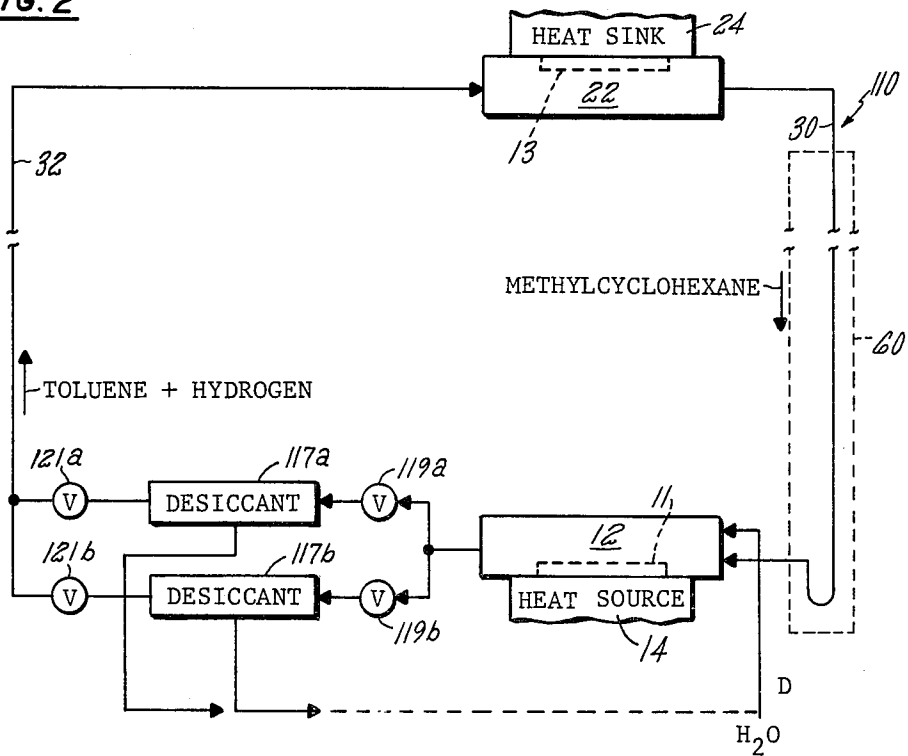 FIG. 2
HEAT SINK
24
22
13
110
30
32
METHYLCYCLOHEXANE
60
TOLUENE + HYDROGEN
121a
V
117a
DESICCANT
119a
V
11
12
121b
V
117b
DESICCANT
V
119b
HEAT SOURCE
14
D
H₂O